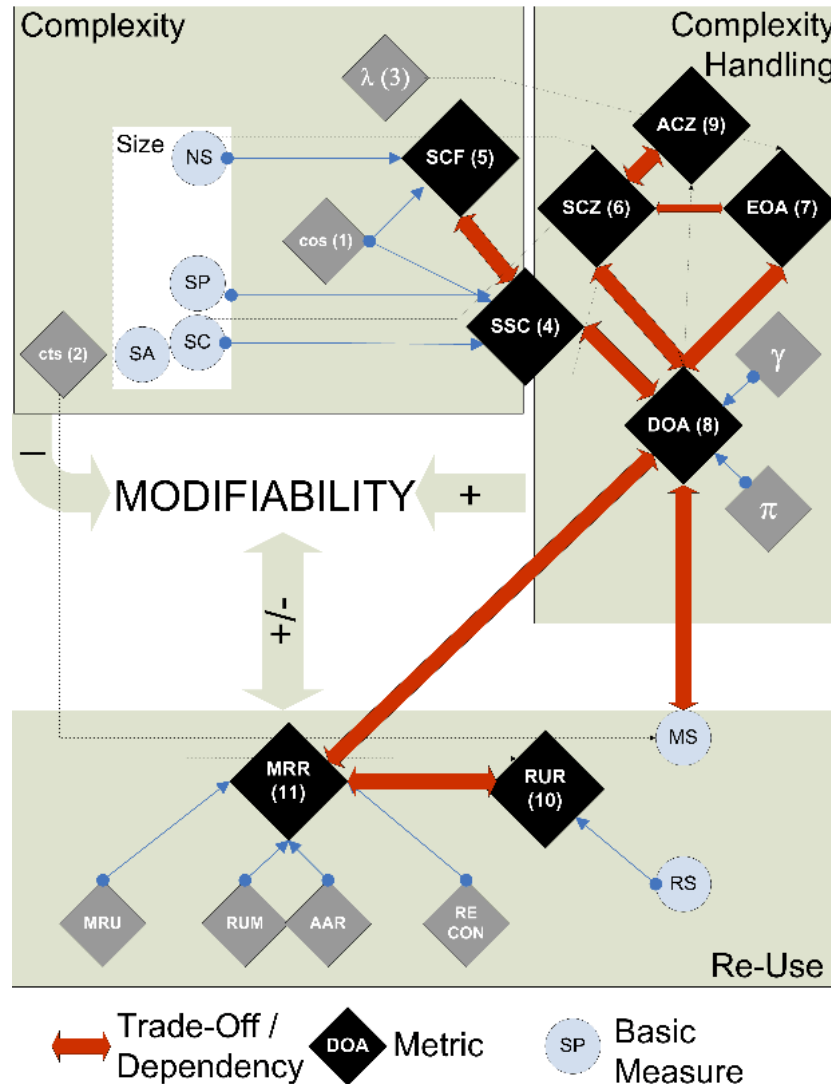 Complexity
Complexity
Handling
λ (3)
ACZ (9)
Size
NS
SCF (5)
SCZ (6)
EOA (7)
cos (1)
SP
SSC (4)
SC
SA
cts (2)
γ
DOA (8)
–
MODIFIABILITY
+
π
+/-
MS
MRR
(11)
RUR
(10)
MRU
RUM
AAR
RE
CON
RS
Re-Use
Trade-Off /
Dependency
DOA
Metric
SP
Basic
Measure